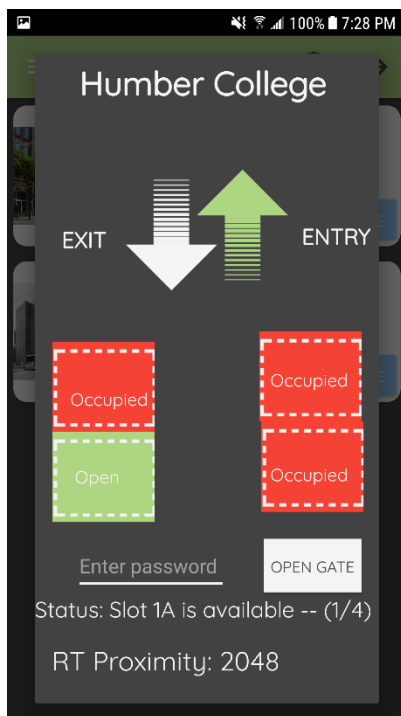 100% 7:28 PM
Humber College
EXIT
ENTRY
Occupied
Occupied
Open
Occupied
Enter password
OPEN GATE
Status: Slot 1A is available -- (1/4)
RT Proximity: 2048